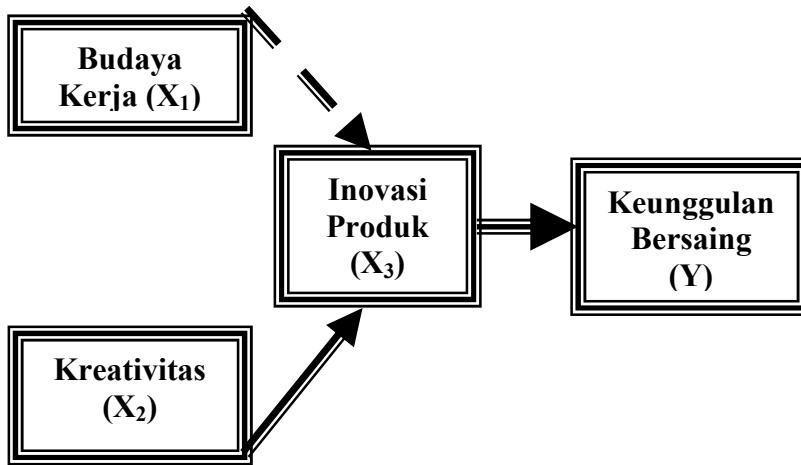 Budaya
Kerja (X₁)
Inovasi
Produk
(X₃)
Keunggulan
Bersaing
(Y)
Kreativitas
(X₂)